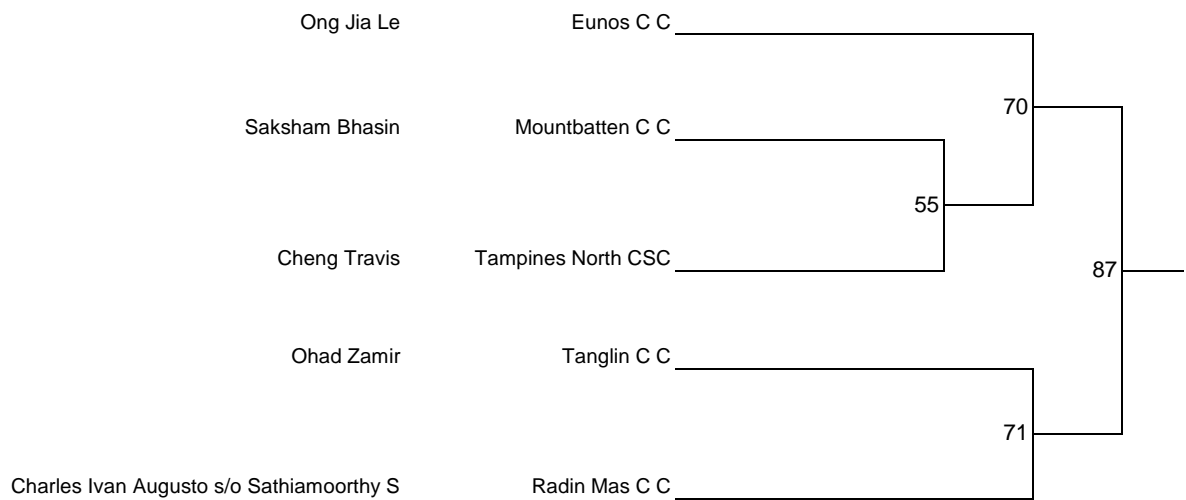 Ong Jia Le Eunos C C
70
Saksham Bhasin Mountbatten C C
55
Cheng Travis Tampines North CSC
87
Ohad Zamir Tanglin C C
71
Charles Ivan Augusto s/o Sathiamoorthy S Radin Mas C C